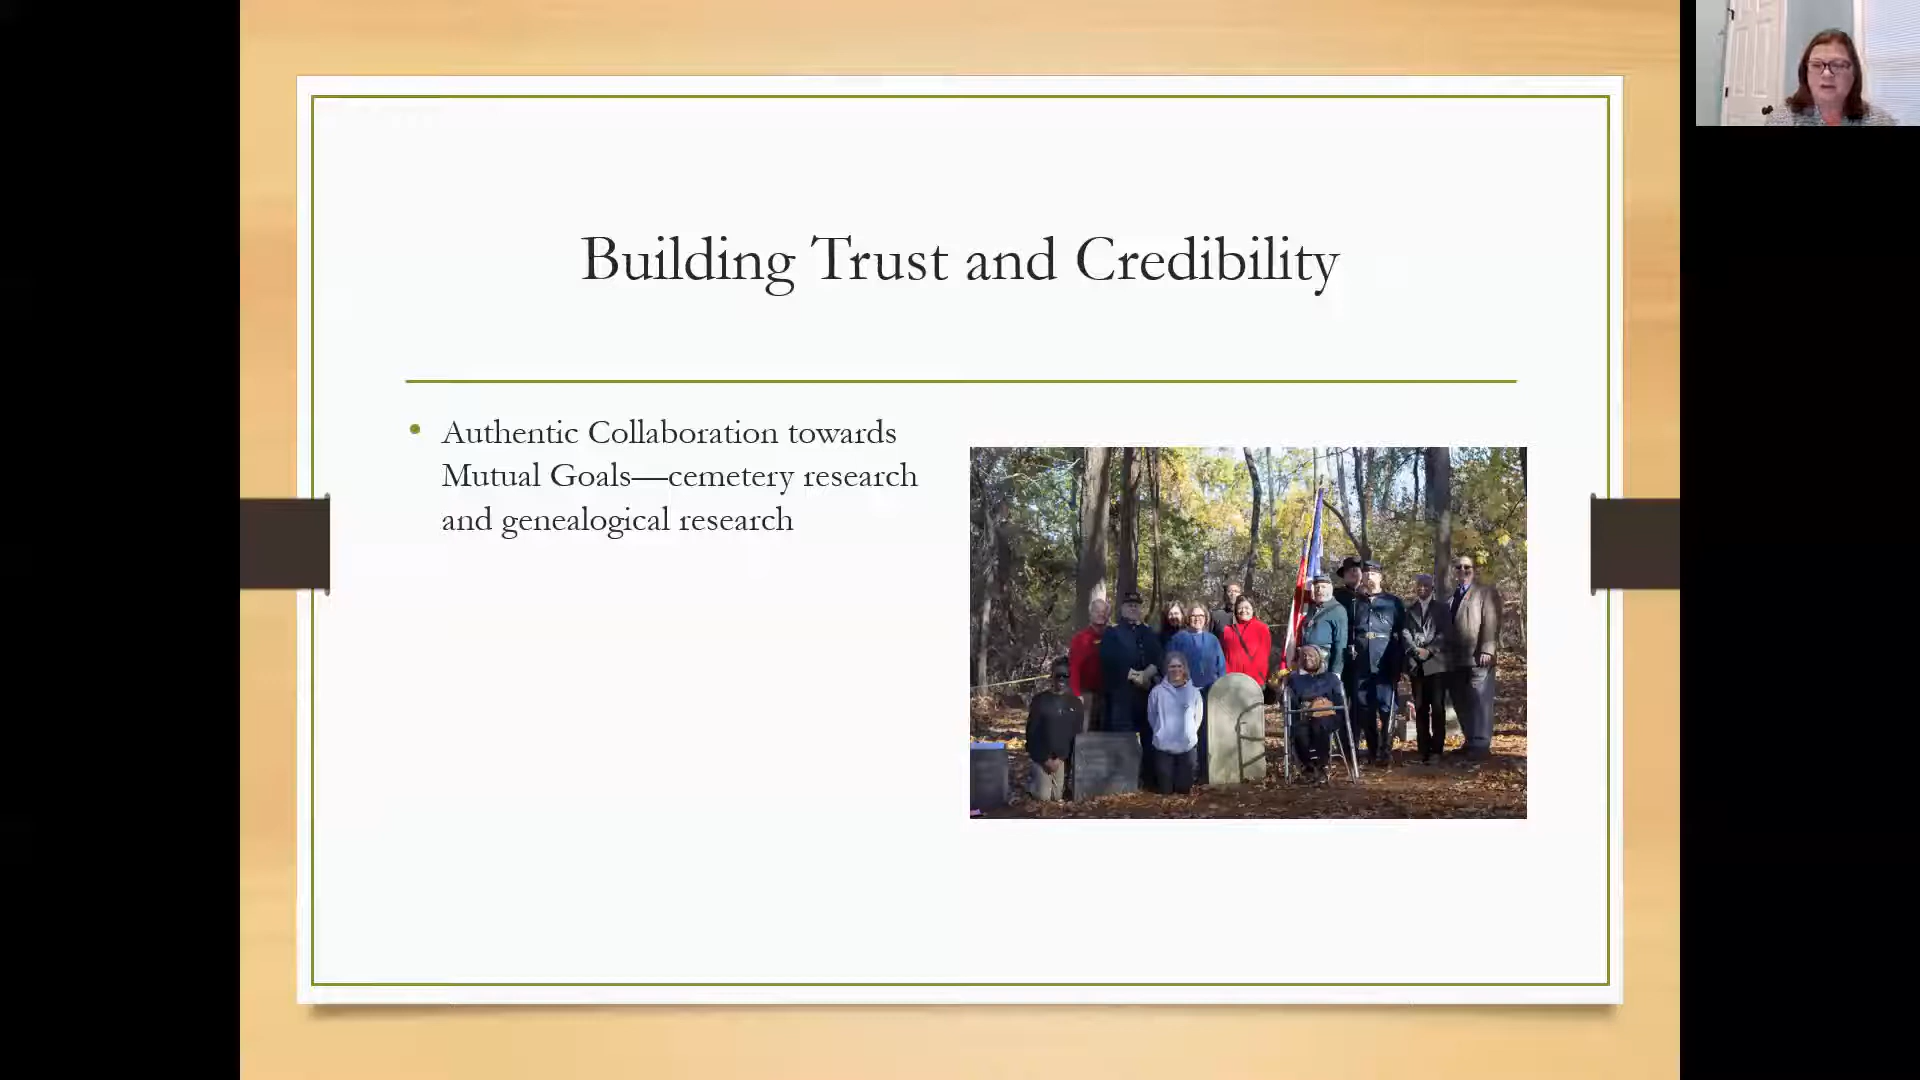 Building Trust and Credibility
• Authentic Collaboration towards
Mutual Goals—cemetery research
and genealogical research